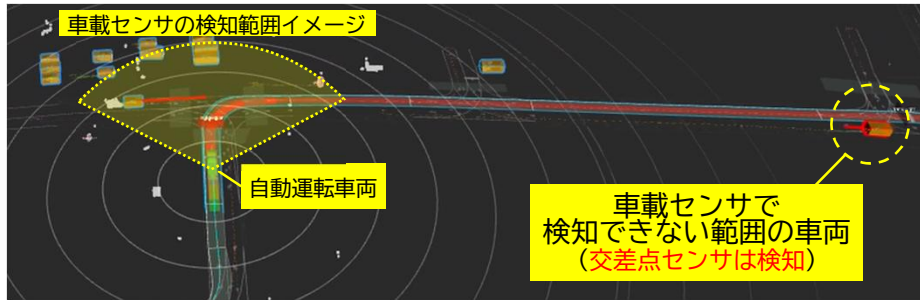 車載センサの検知範囲イメージ
自動運転車両
車載センサで
検知できない範囲の車両
（交差点センサは検知）